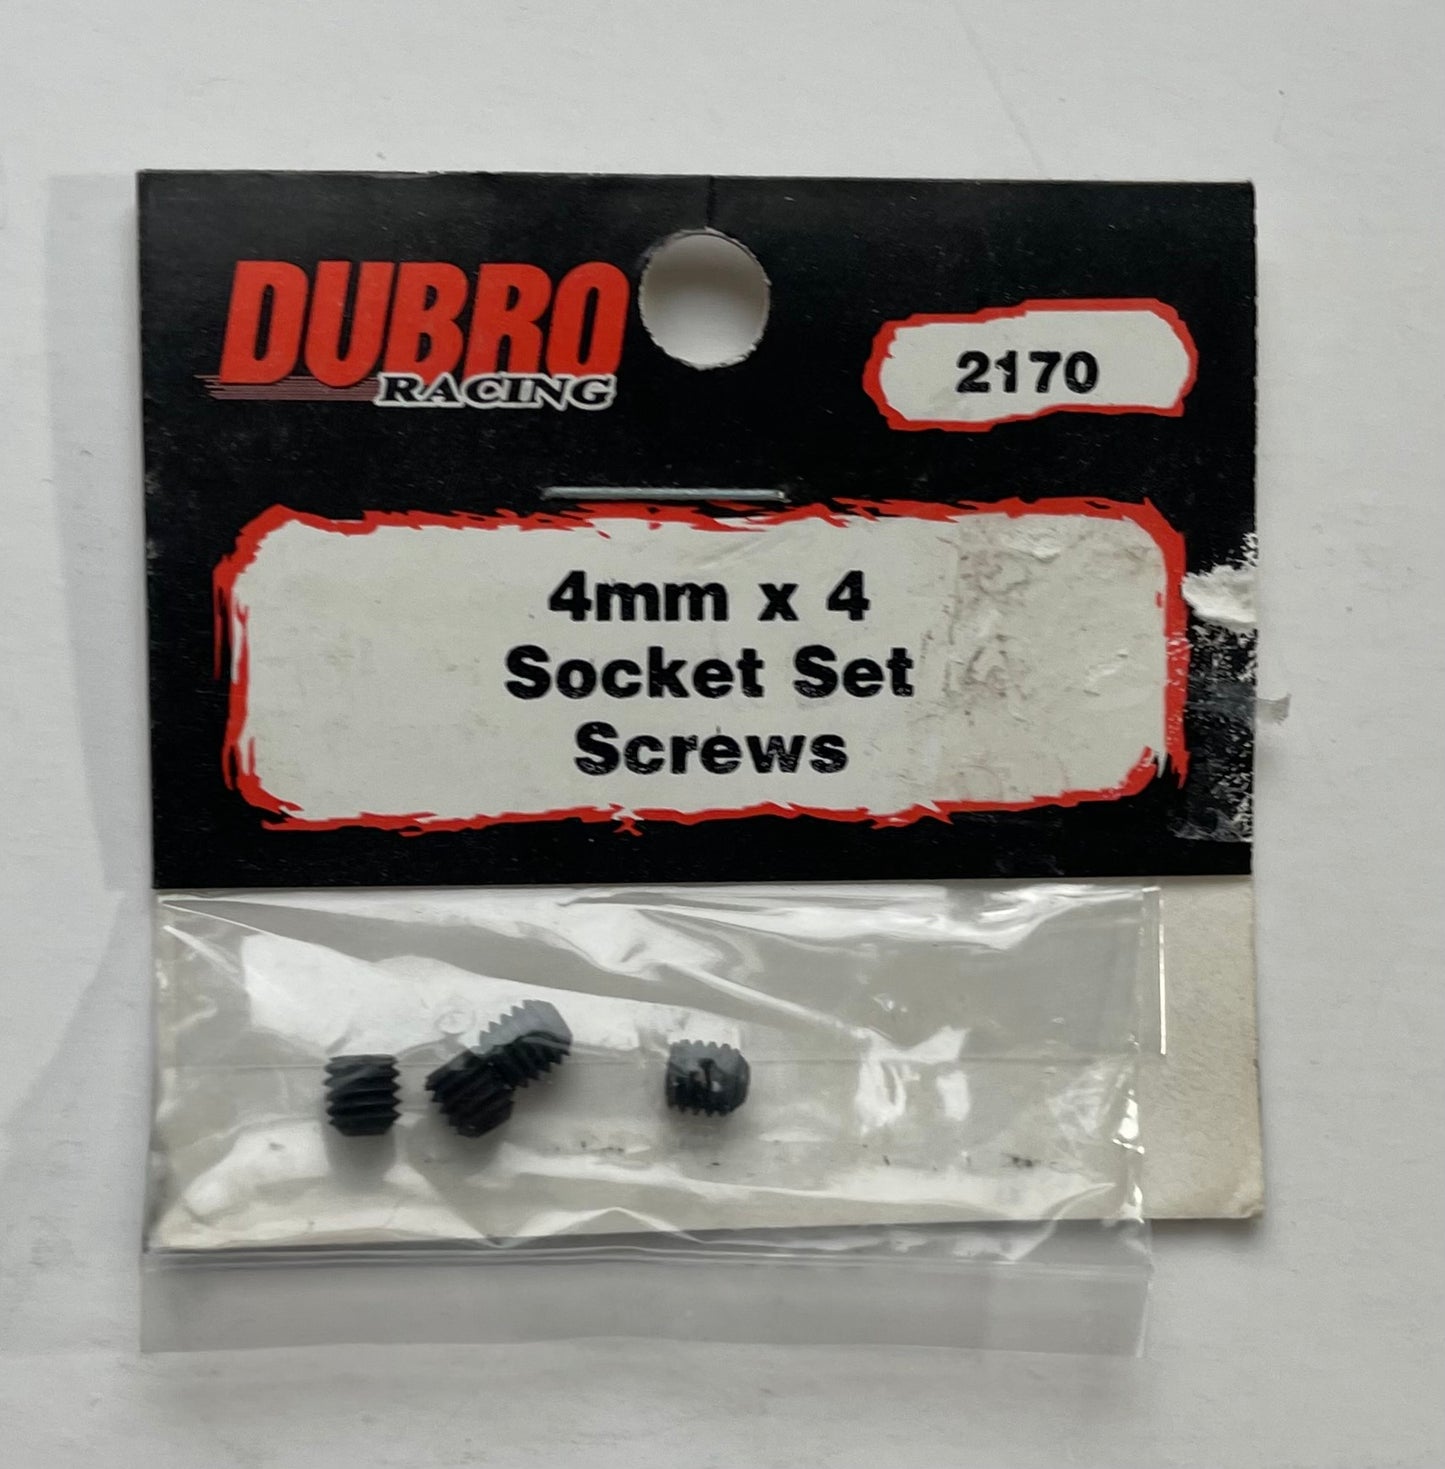 DUBRO
RACING
2170
4mm x 4
Socket Set
Screws